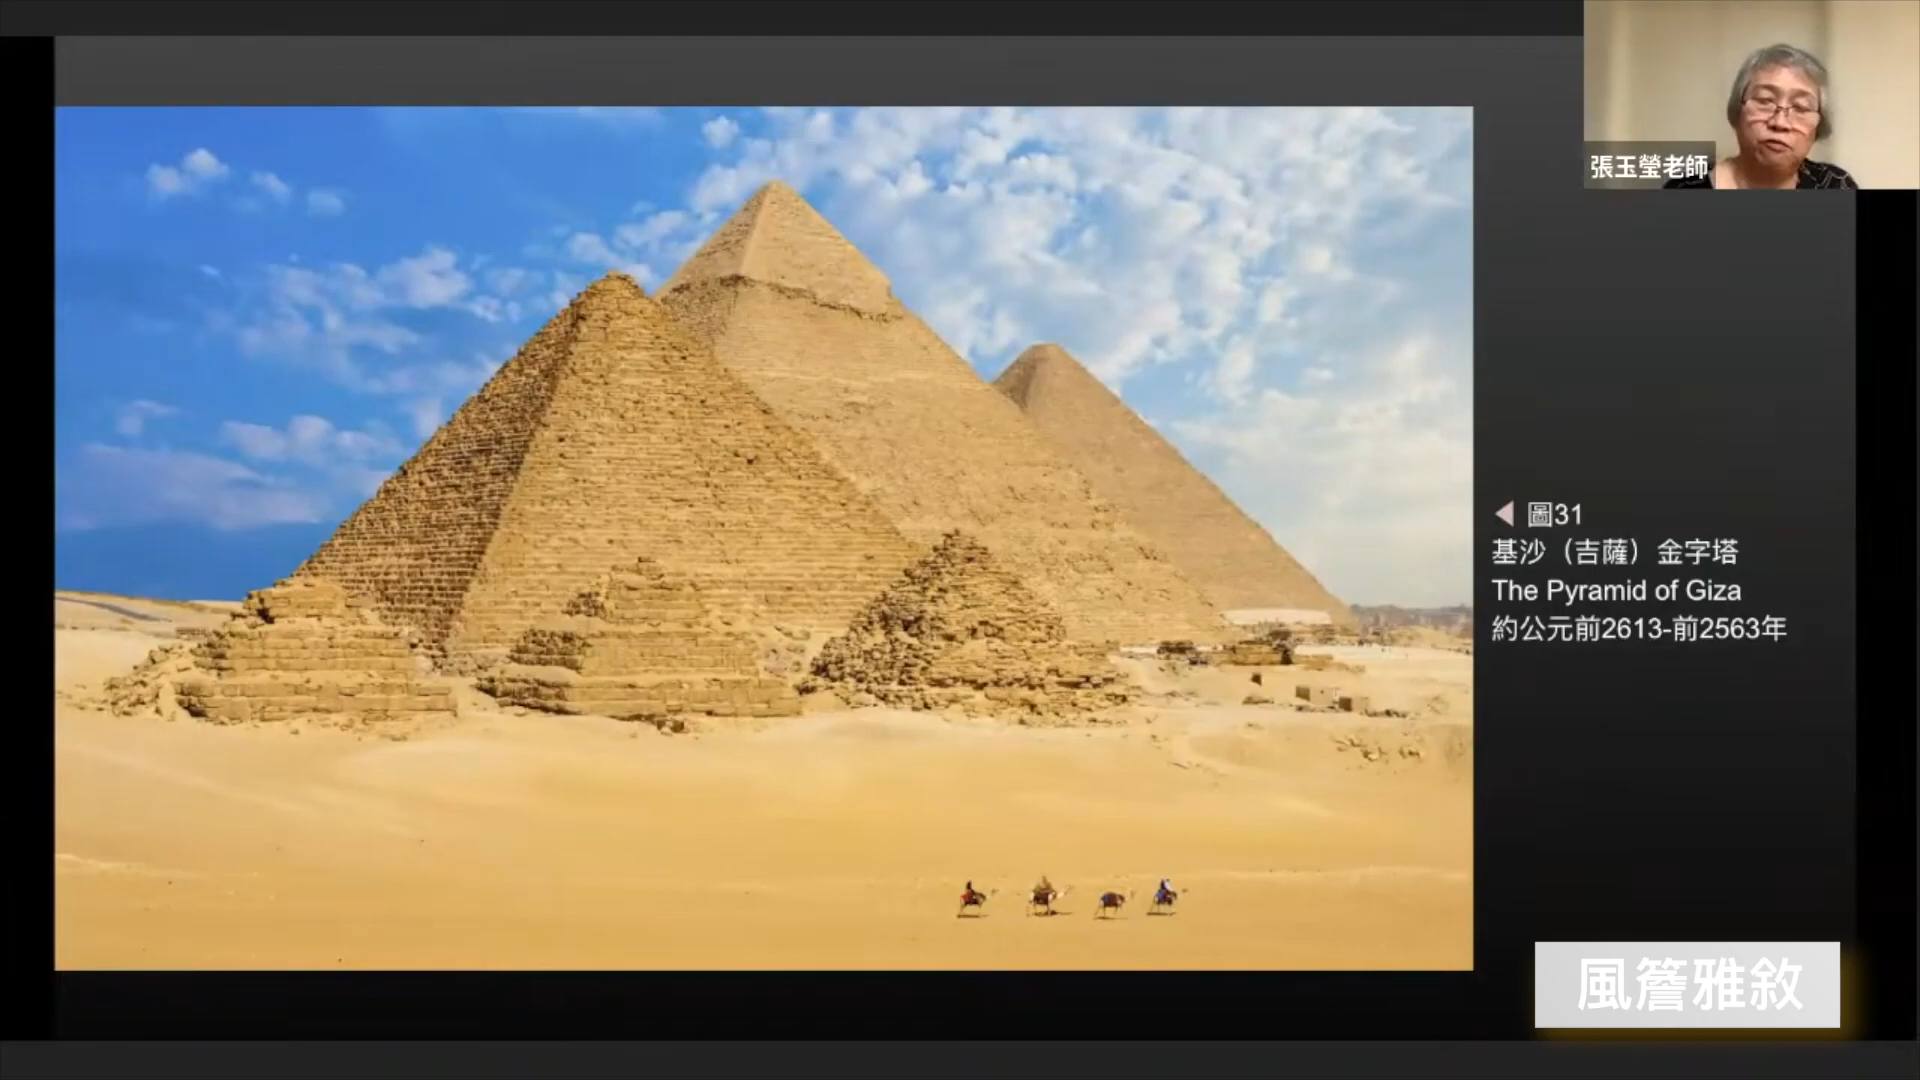 張玉瑩老師
◀ 圖31
基沙（吉薩）金字塔
The Pyramid of Giza
約公元前2613-前2563年
風簷雅敘